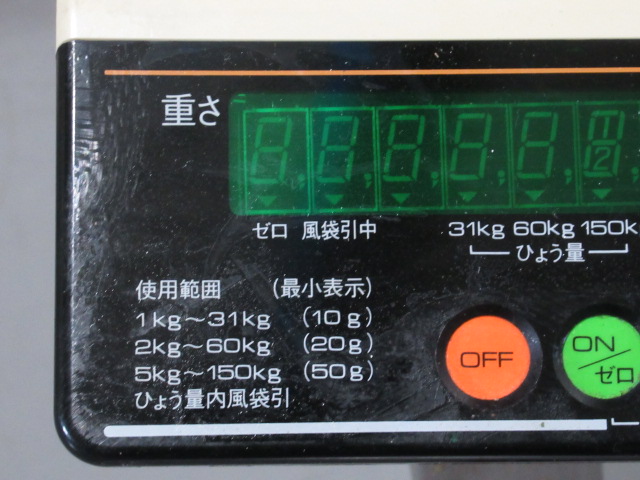 重さ
ゼロ 風袋引中 31kg 60kg 150k
ひょう量
使用範囲 (最小表示)
1kg〜31kg (10g)
2kg〜60kg (20g)
5kg〜150kg (50g)
ひょう量内風袋引
OFF
ON/ゼロ